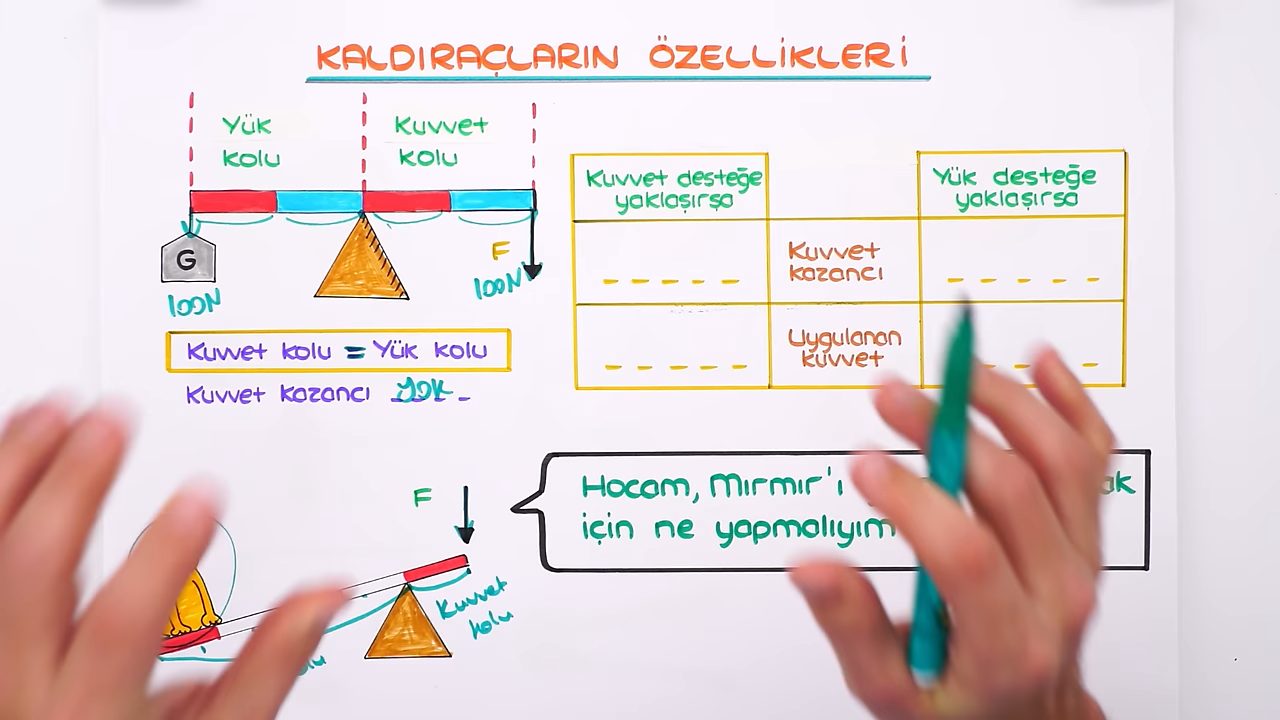 KALDIRAÇLARIN ÖZELLİKLERİ
Yük
kolu
Kuvvet
kolu
G
100N
F
100N
Kuvvet kolu = Yük kolu
Kuvvet kazancı YOK
Kuvvet desteğe
yaklaşırsa
Yük desteğe
yaklaşırsa
Kuvvet
kazancı
Uygulanan
kuvvet
F
Kuvvet
kolu
Hocam, Mırmır'ı
için ne yapmalıyım